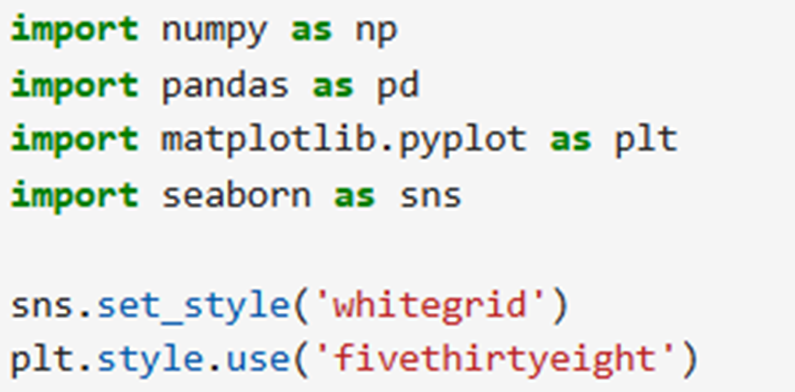 import numpy as np
import pandas as pd
import matplotlib.pyplot as plt
import seaborn as sns
sns.set_style('whitegrid')
plt.style.use('fivethirtyeight')